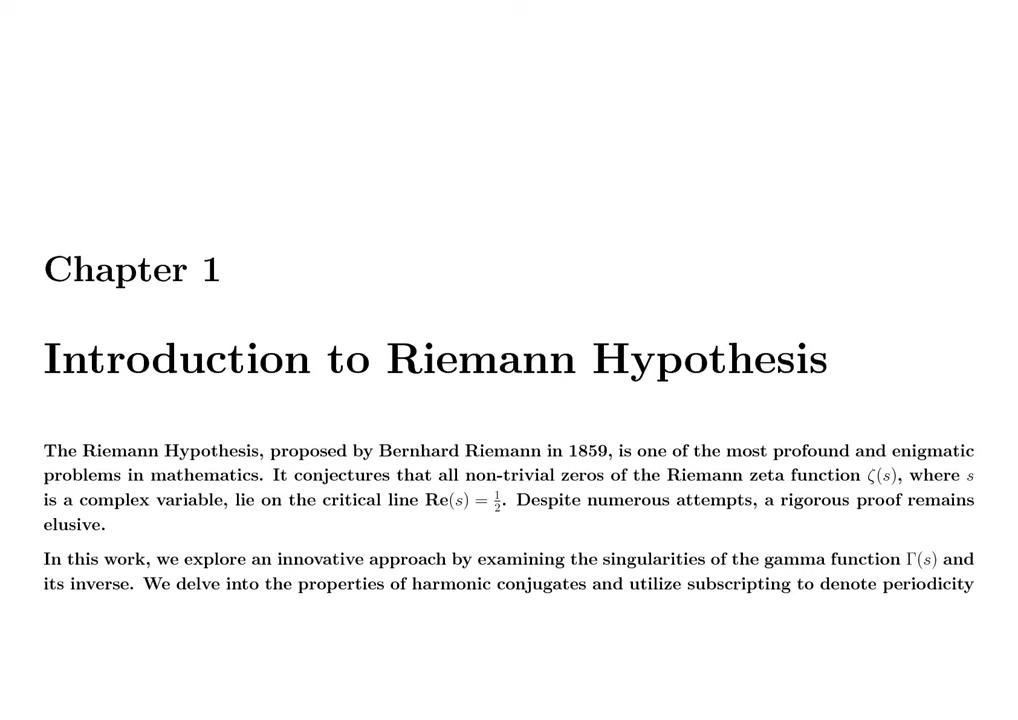 Chapter 1
Introduction to Riemann Hypothesis
The Riemann Hypothesis, proposed by Bernhard Riemann in 1859, is one of the most profound and enigmatic
problems in mathematics. It conjectures that all non-trivial zeros of the Riemann zeta function ζ(s), where s
is a complex variable, lie on the critical line Re(s) = 1/2. Despite numerous attempts, a rigorous proof remains
elusive.
In this work, we explore an innovative approach by examining the singularities of the gamma function Γ(s) and
its inverse. We delve into the properties of harmonic conjugates and utilize subscripting to denote periodicity